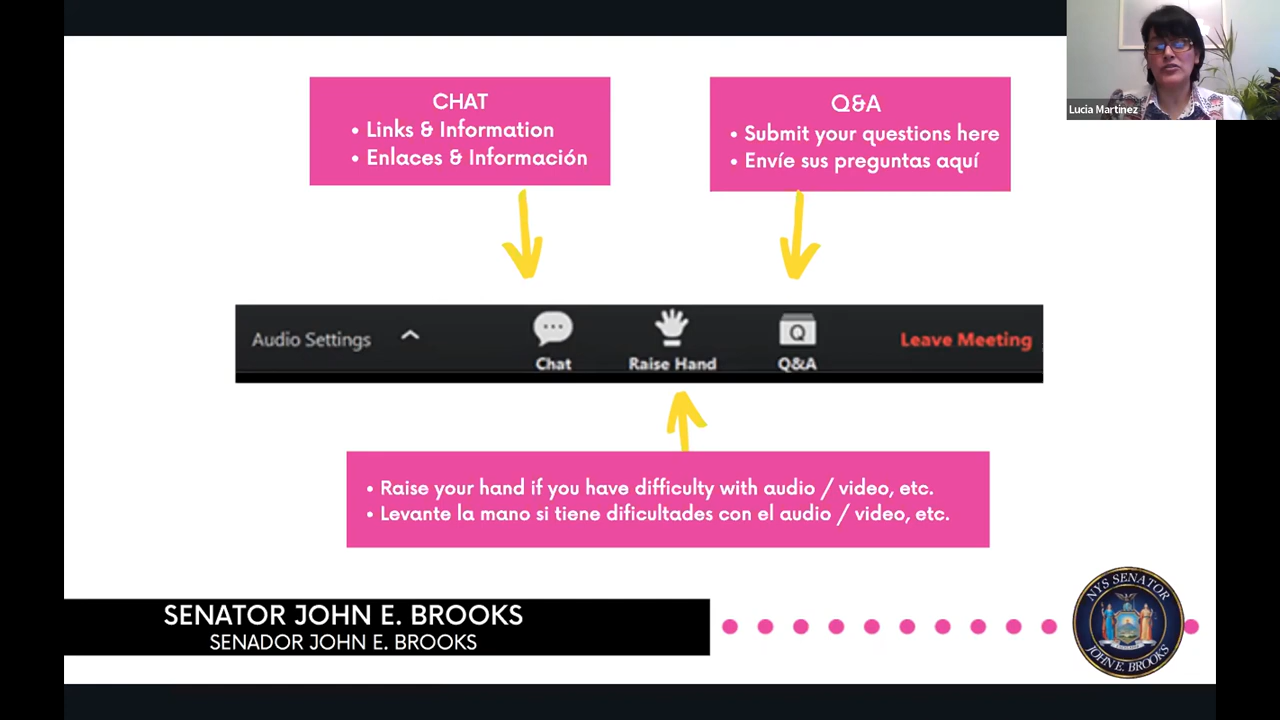 CHAT
• Links & Information
• Enlaces & Información
Q&A
• Submit your questions here
• Envíe sus preguntas aquí
Lucia Martinez
Audio Settings
Chat
Raise Hand
Q
Q&A
Leave Meeting
• Raise your hand if you have difficulty with audio / video, etc.
• Levante la mano si tiene dificultades con el audio / video, etc.
SENATOR JOHN E. BROOKS
SENADOR JOHN E. BROOKS
NYS SENATOR
JOHN E. BROOKS